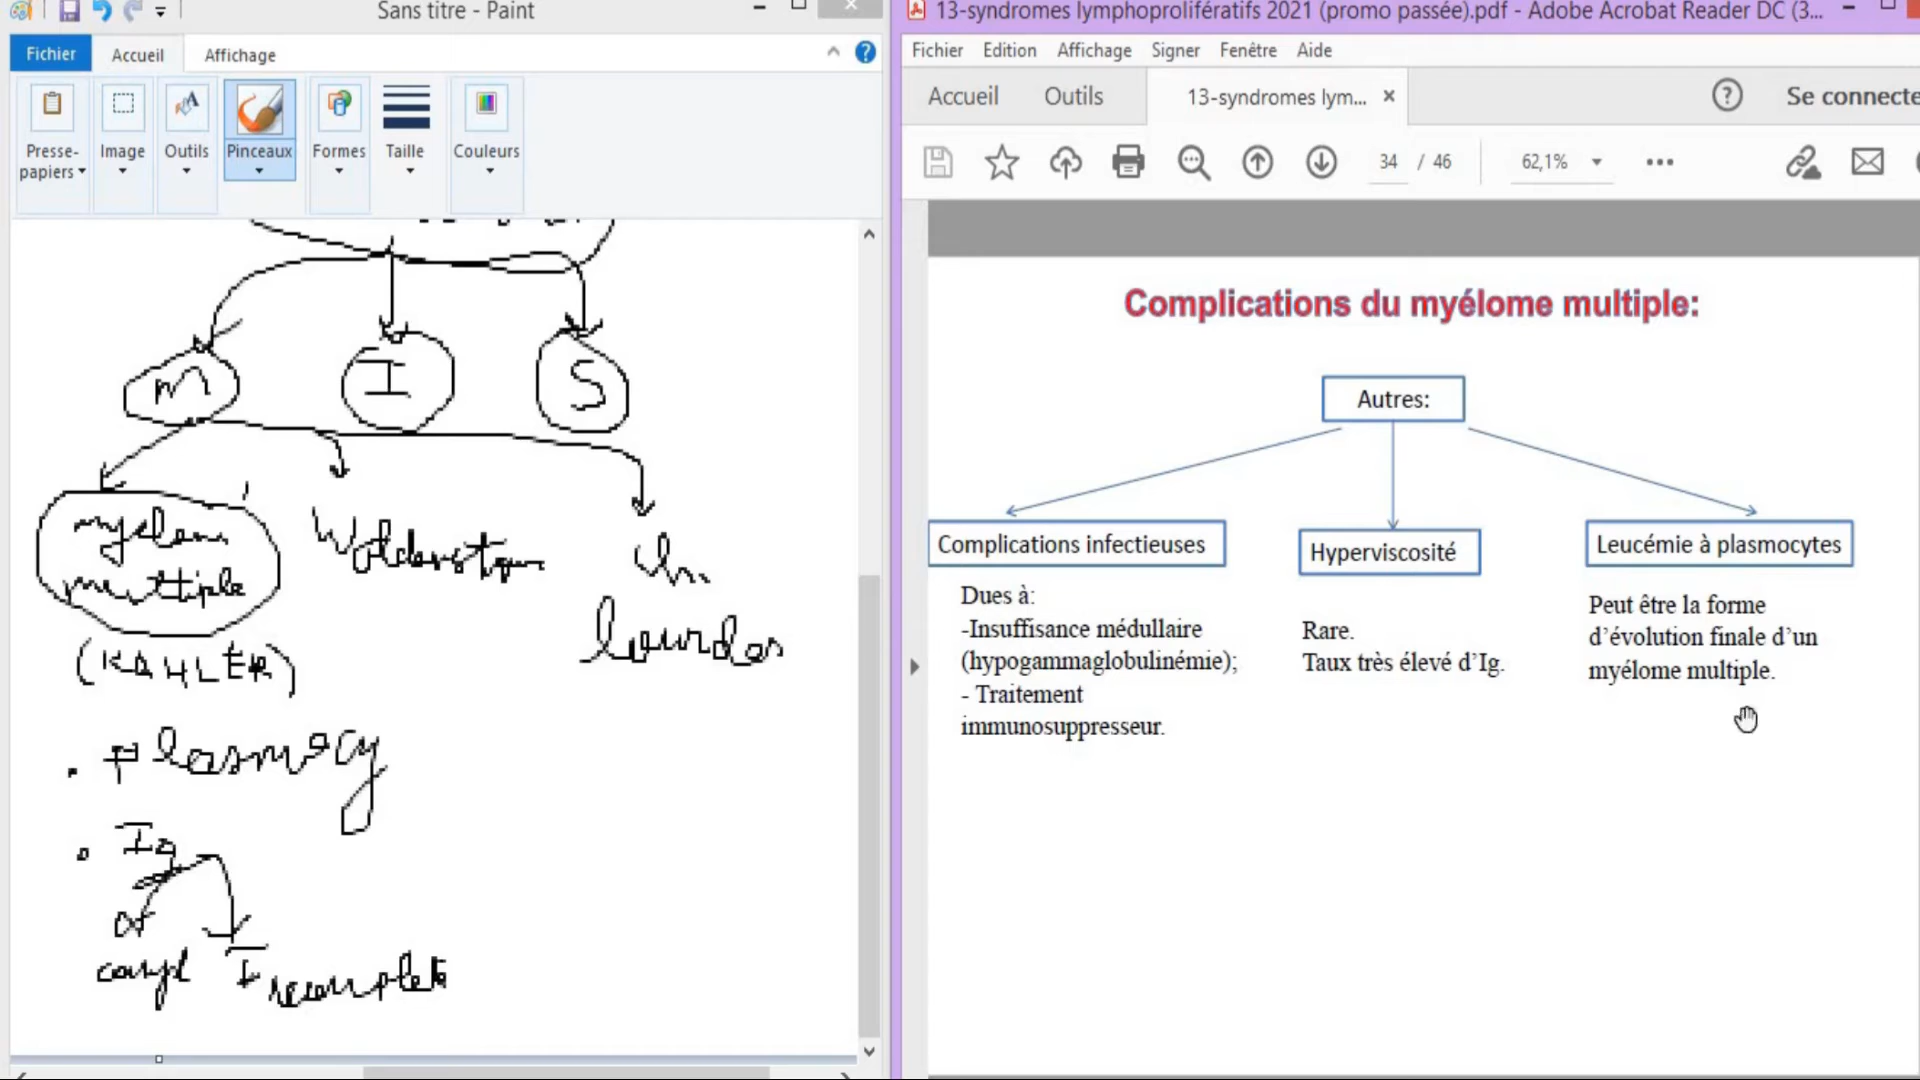 Sans titre - Paint
Fichier
Accueil
Affichage
Presse-
papiers
Image
Outils
Pinceaux
Formes
Taille
Couleurs
M
I
S
multiple
(KAHLER)
. plasmocy
. Ig
lourdes
13-syndromes lymphoprolifératifs 2021 (promo passée).pdf - Adobe Acrobat Reader DC (3...
Fichier
Edition
Affichage
Signer
Fenêtre
Aide
Accueil
Outils
13-syndromes lym...
Se connecte
34 / 46
62,1%
Complications du myélome multiple:
Autres:
Complications infectieuses
Dues à:
-Insuffisance médullaire
(hypogammaglobulinémie);
- Traitement
immunosuppresseur.
Hyperviscosité
Rare.
Taux très élevé d'Ig.
Leucémie à plasmocytes
Peut être la forme
d'évolution finale d'un
myélome multiple.